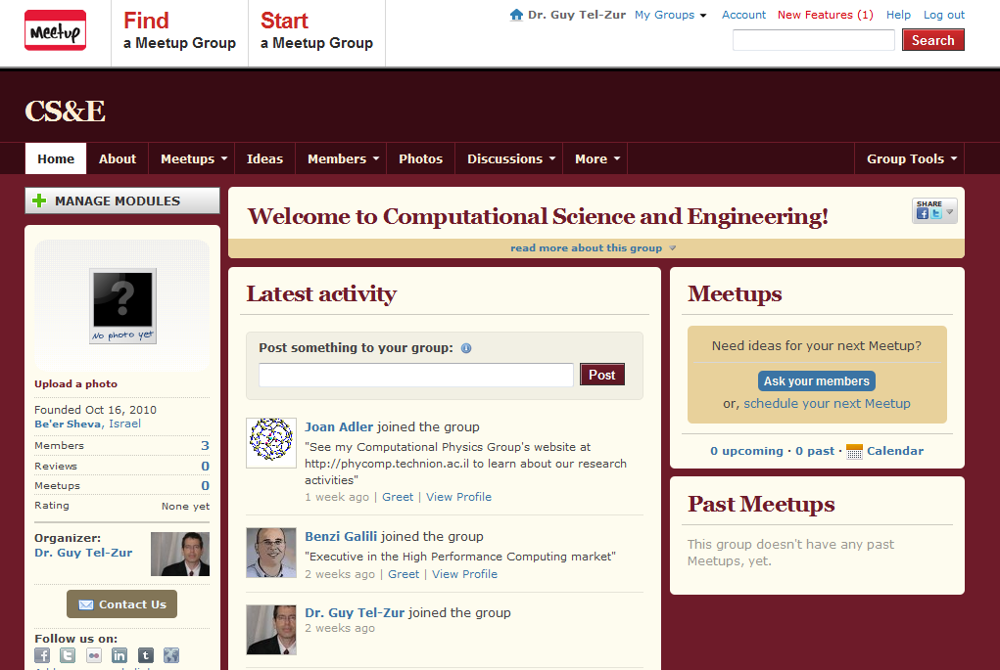 Meetup
Find
a Meetup Group
Start
a Meetup Group
Dr. Guy Tel-Zur My Groups Account New Features (1) Help Log out
Search
CS&E
Home About Meetups Ideas Members Photos Discussions More Group Tools
MANAGE MODULES
No photo yet
Upload a photo
Founded Oct 16, 2010
Be'er Sheva, Israel
Members 3
Reviews 0
Meetups 0
Rating None yet
Organizer:
Dr. Guy Tel-Zur
Contact Us
Follow us on:
Welcome to Computational Science and Engineering!
SHARE
read more about this group
Latest activity
Post something to your group:
Post
Joan Adler joined the group
"See my Computational Physics Group's website at
http://phycomp.technion.ac.il to learn about our research
activities"
1 week ago | Greet | View Profile
Benzi Galili joined the group
"Executive in the High Performance Computing market"
2 weeks ago | Greet | View Profile
Dr. Guy Tel-Zur joined the group
2 weeks ago
Meetups
Need ideas for your next Meetup?
Ask your members
or, schedule your next Meetup
0 upcoming · 0 past · Calendar
Past Meetups
This group doesn't have any past
Meetups, yet.